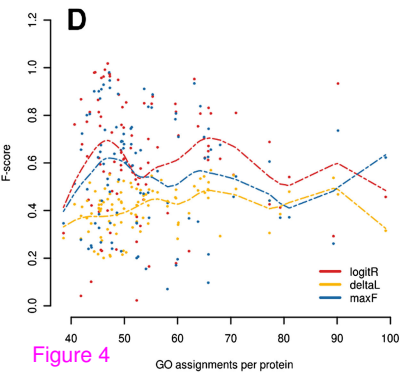 D
1.2
1.0
0.8
0.6
0.4
0.2
0.0
F-score
40 50 60 70 80 90 100
logitR
deltaL
maxF
GO assignments per protein
Figure 4